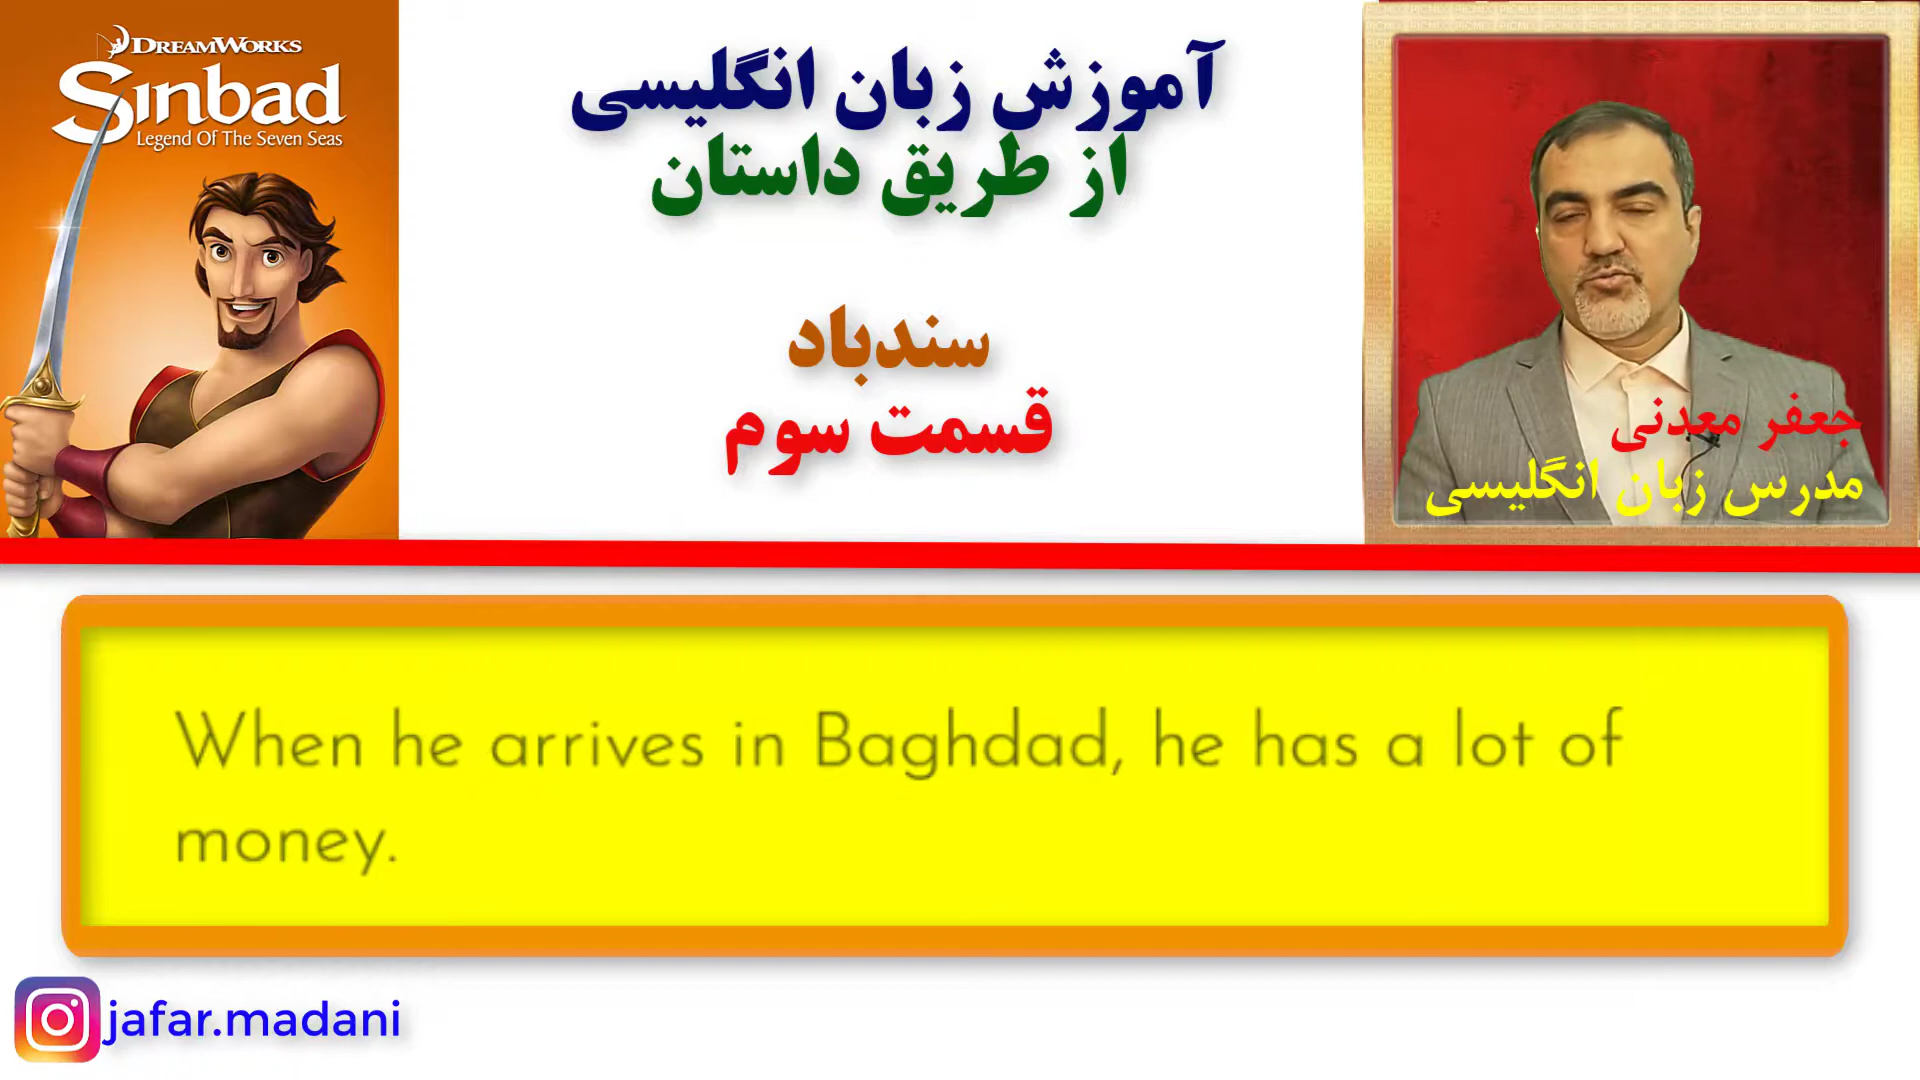 DREAMWORKS
Sinbad
Legend Of The Seven Seas
آموزش زبان انگلیسی
از طریق داستان
سندباد
قسمت سوم
جعفر معدنی
مدرس زبان انگلیسی
When he arrives in Baghdad, he has a lot of
money.
jafar.madani